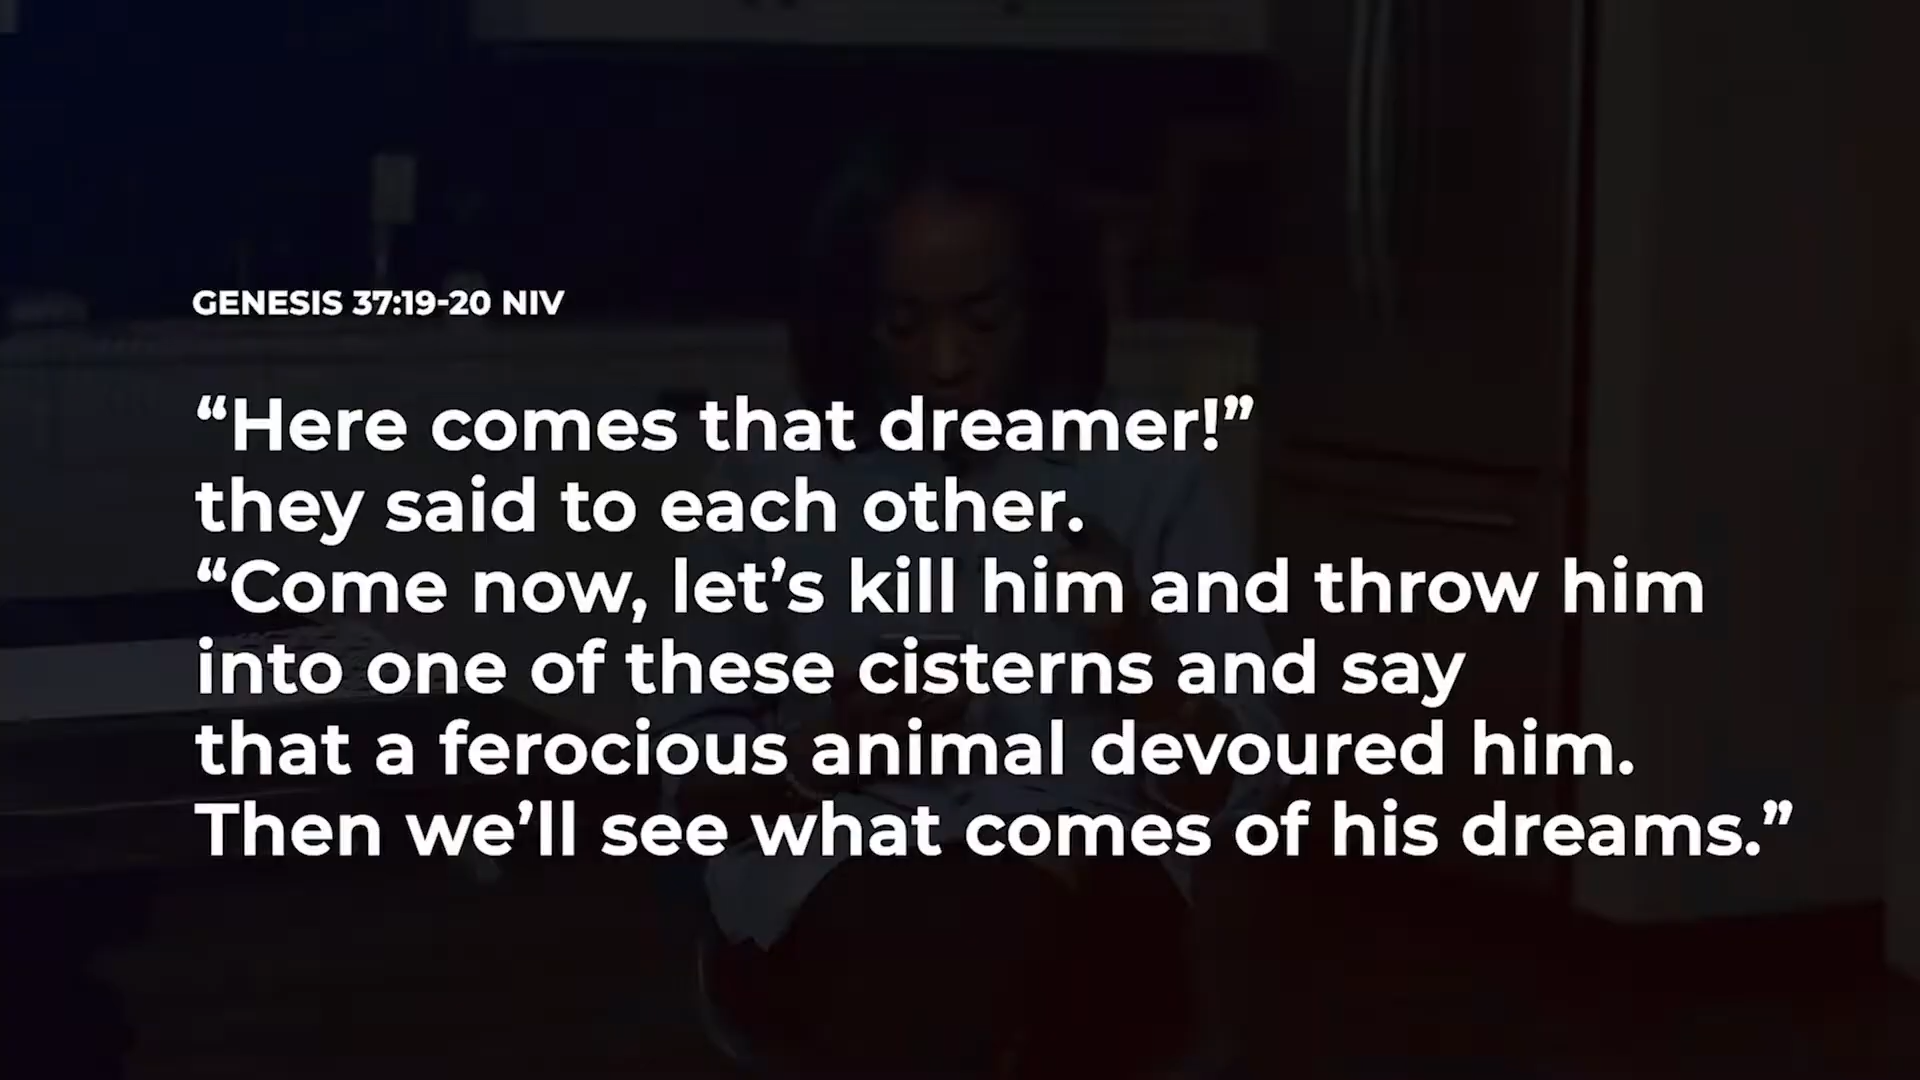 GENESIS 37:19-20 NIV
“Here comes that dreamer!”
they said to each other.
“Come now, let’s kill him and throw him
into one of these cisterns and say
that a ferocious animal devoured him.
Then we’ll see what comes of his dreams.”